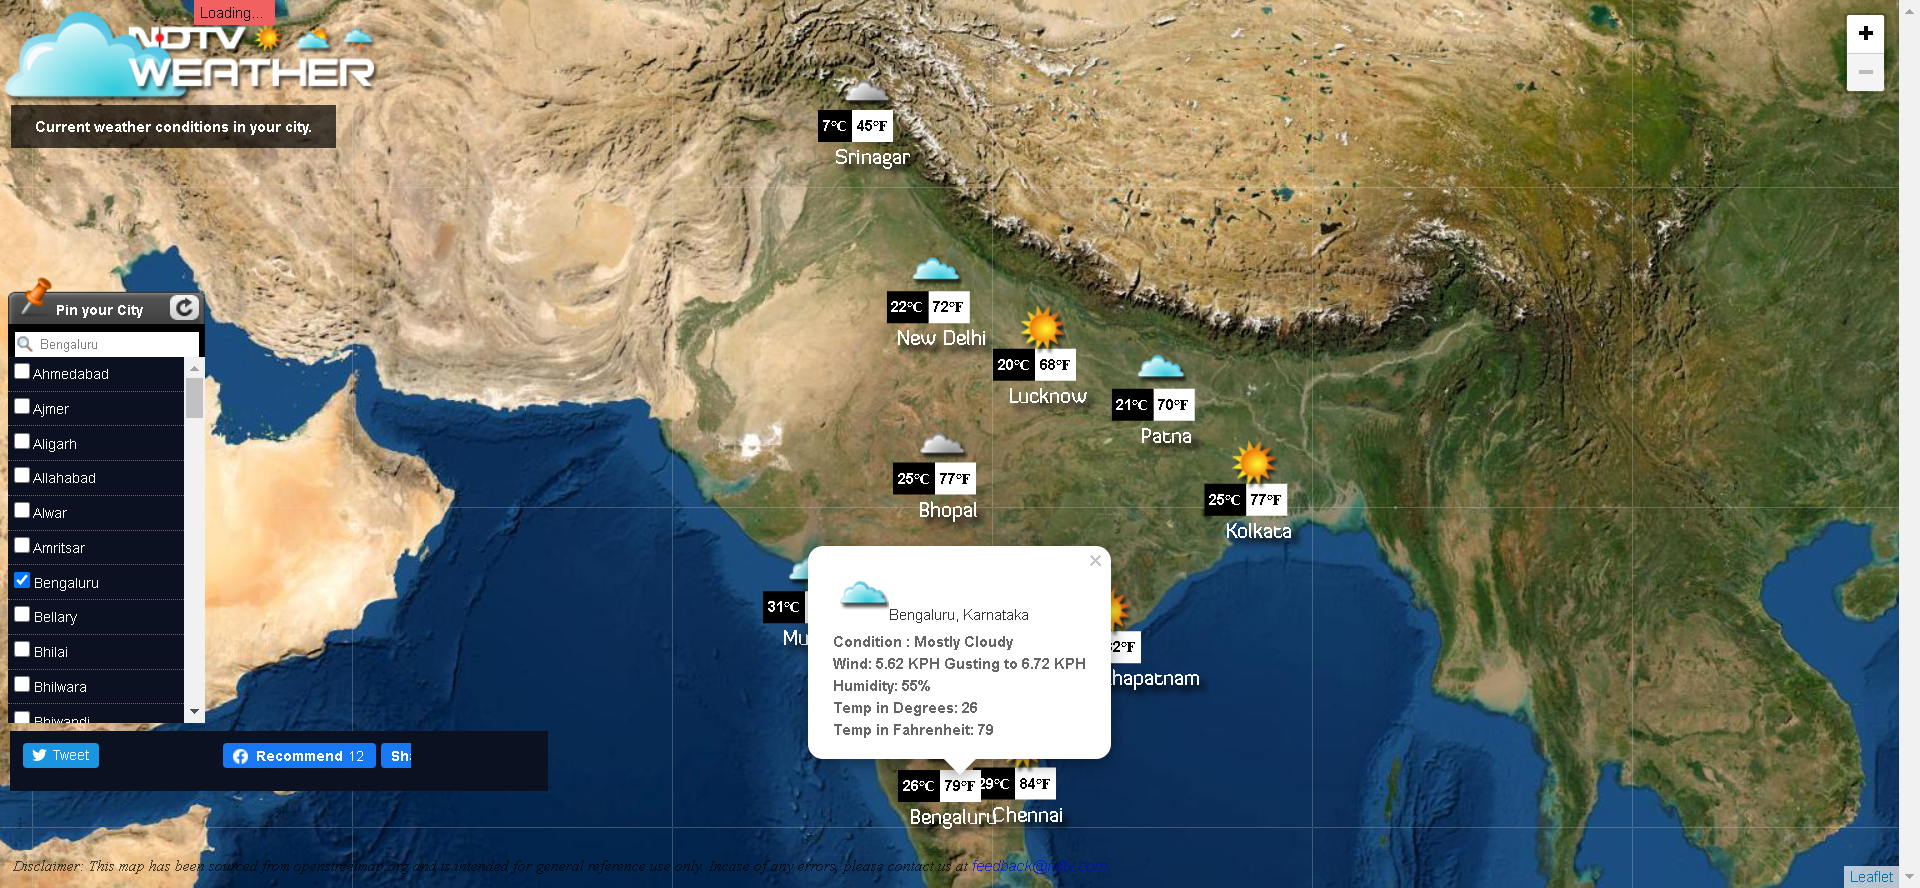 Loading...
NDTV
WEATHER
Current weather conditions in your city.
+
−
7°C 45°F
Srinagar
22°C 72°F
New Delhi
20°C 68°F
Lucknow
21°C 70°F
Patna
25°C 77°F
Bhopal
25°C 77°F
Kolkata
Pin your City
Bengaluru
Ahmedabad
Ajmer
Aligarh
Allahabad
Alwar
Amritsar
Bengaluru
Bellary
Bhilai
Bhilwara
Bhiwandi
31°C
Mu
×
Bengaluru, Karnataka
Condition : Mostly Cloudy
Wind: 5.62 KPH Gusting to 6.72 KPH
Humidity: 55%
Temp in Degrees: 26
Temp in Fahrenheit: 79
2°F
hapatnam
26°C 79°F
Bengaluru
29°C 84°F
Chennai
Tweet
Recommend 12
Sh
Disclaimer: This map has been sourced from openstreetmap.org and is intended for general reference use only. Incase of any errors, please contact us at feedback@ndtv.com
Leaflet